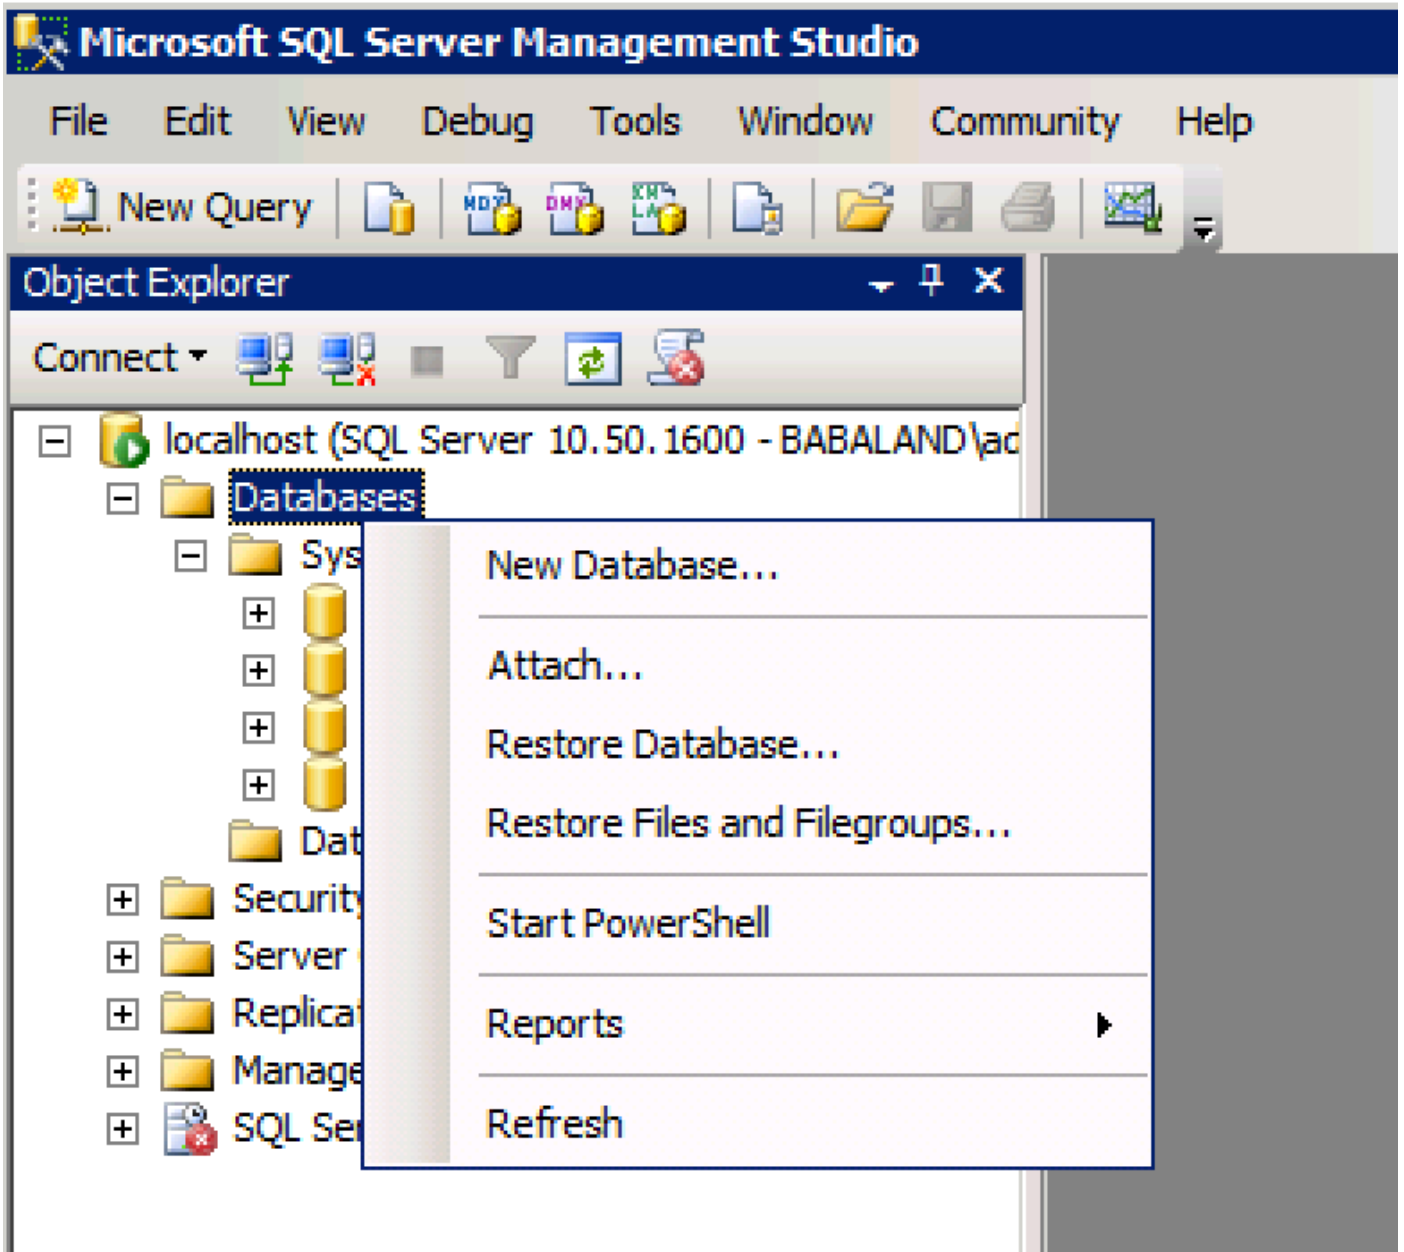 Microsoft SQL Server Management Studio
File Edit View Debug Tools Window Community Help
New Query
Object Explorer
Connect
localhost (SQL Server 10.50.1600 - BABALAND\ad
Databases
Sys
New Database...
Attach...
Restore Database...
Restore Files and Filegroups...
Dat
Security
Start PowerShell
Server
Replicat
Reports
Manage
SQL Ser
Refresh